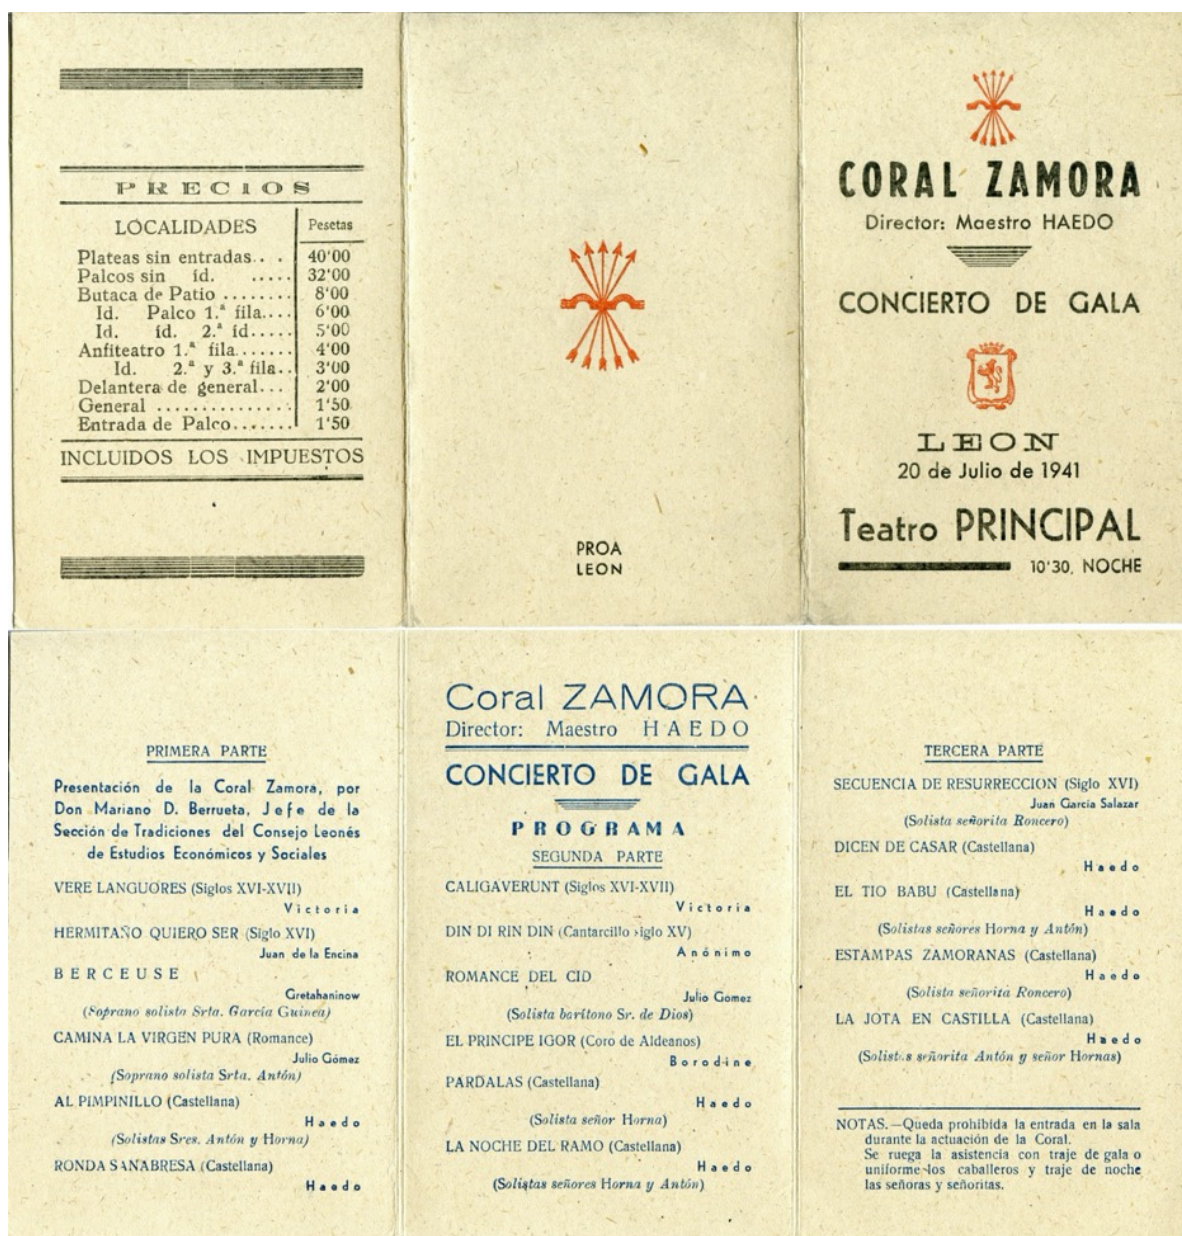 PRECIOS
LOCALIDADES Pesetas
Plateas sin entradas.. . 40'00
Palcos sin íd. ..... 32'00
Butaca de Patio ........ 8'00
Id. Palco 1.ª fila.... 6'00
Id. íd. 2.ª íd..... 5'00
Anfiteatro 1.ª fila....... 4'00
Id. 2.ª y 3.ª fila.. 3'00
Delantera de general... 2'00
General .............. 1'50
Entrada de Palco....... 1'50
INCLUIDOS LOS IMPUESTOS
PROA
LEON
CORAL ZAMORA
Director: Maestro HAEDO
CONCIERTO DE GALA
LEON
20 de Julio de 1941
Teatro PRINCIPAL
10'30, NOCHE
PRIMERA PARTE
Presentación de la Coral Zamora, por
Don Mariano D. Berrueta, Jefe de la
Sección de Tradiciones del Consejo Leonés
de Estudios Económicos y Sociales
VERE LANGUORES (Siglos XVI-XVII)
Victoria
HERMITAÑO QUIERO SER (Siglo XVI)
Juan de la Encina
BERCEUSE
Gretahaninow
(Soprano solista Srta. García Guinea)
CAMINA LA VIRGEN PURA (Romance)
Julio Gómez
(Soprano solista Srta. Antón)
AL PIMPINILLO (Castellana)
Haedo
(Solistas Sres. Antón y Horna)
RONDA SANABRESA (Castellana)
Haedo
Coral ZAMORA
Director: Maestro HAEDO
CONCIERTO DE GALA
PROGRAMA
SEGUNDA PARTE
CALIGAVERUNT (Siglos XVI-XVII)
Victoria
DIN DI RIN DIN (Cantarcillo siglo XV)
Anónimo
ROMANCE DEL CID
Julio Gomez
(Solista barítono Sr. de Dios)
EL PRINCIPE IGOR (Coro de Aldeanos)
Borodine
PARDALAS (Castellana)
Haedo
(Solista señor Horna)
LA NOCHE DEL RAMO (Castellana)
Haedo
(Solistas señores Horna y Antón)
TERCERA PARTE
SECUENCIA DE RESURRECCION (Siglo XVI)
Juan García Salazar
(Solista señorita Roncero)
DICEN DE CASAR (Castellana)
Haedo
EL TIO BABU (Castellana)
Haedo
(Solistas señores Horna y Antón)
ESTAMPAS ZAMORANAS (Castellana)
Haedo
(Solista señorita Roncero)
LA JOTA EN CASTILLA (Castellana)
Haedo
(Solistas señorita Antón y señor Hornas)
NOTAS.—Queda prohibida la entrada en la sala
durante la actuación de la Coral.
Se ruega la asistencia con traje de gala o
uniforme los caballeros y traje de noche
las señoras y señoritas.